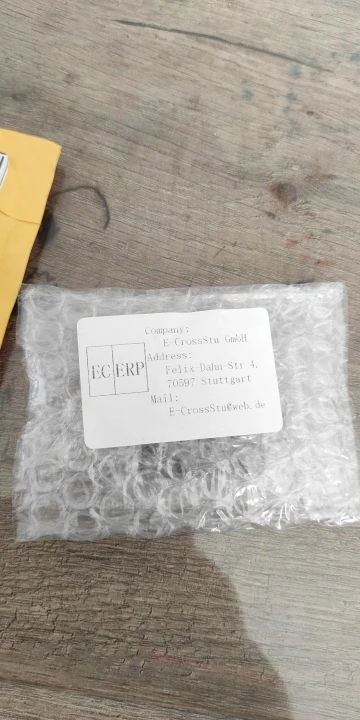 Company:
E-CrossStu GmbH
Address:
Felix-Dahn-Str 4,
70597 Stuttgart
Mail:
E-CrossStu@web.de
EC ERP